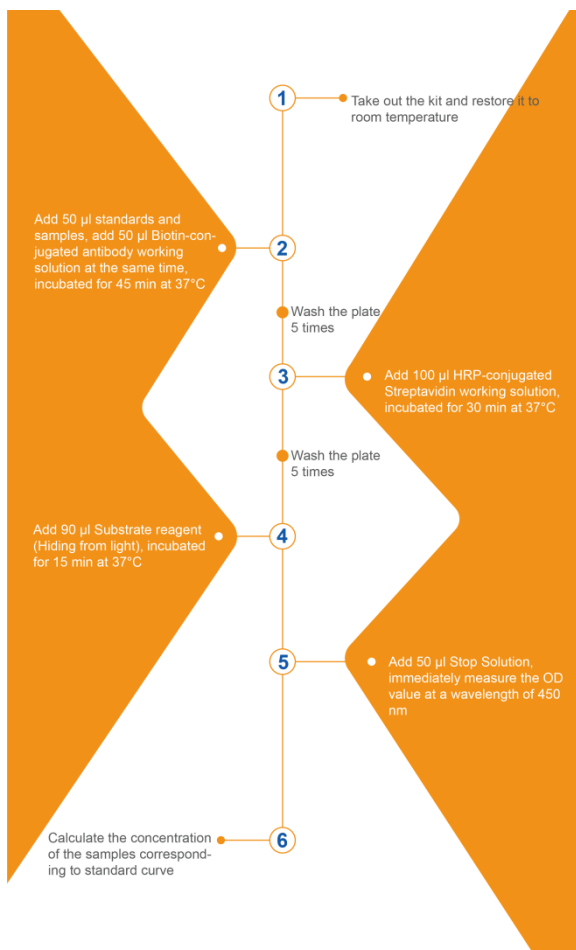 1
Take out the kit and restore it to
room temperature
Add 50 μl standards and
samples, add 50 μl Biotin-con-
jugated antibody working
solution at the same time,
incubated for 45 min at 37°C
2
Wash the plate
5 times
3
Add 100 μl HRP-conjugated
Streptavidin working solution,
incubated for 30 min at 37°C
Wash the plate
5 times
Add 90 μl Substrate reagent
(Hiding from light), incubated
for 15 min at 37°C
4
5
Add 50 μl Stop Solution,
immediately measure the OD
value at a wavelength of 450
nm
Calculate the concentration
of the samples correspond-
ing to standard curve
6